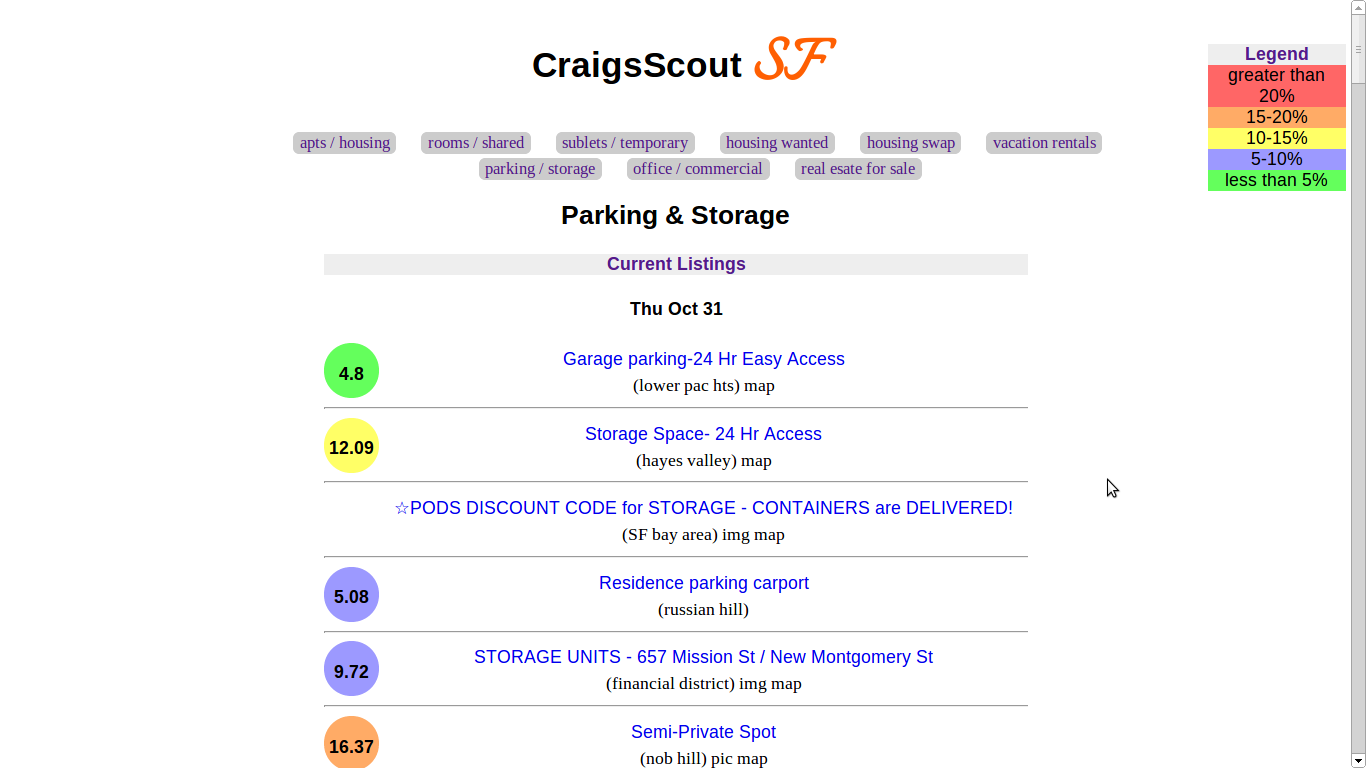 CraigsScout SF
Legend
greater than
20%
15-20%
10-15%
5-10%
less than 5%
apts / housing rooms / shared sublets / temporary housing wanted housing swap vacation rentals
parking / storage office / commercial real esate for sale
Parking & Storage
Current Listings
Thu Oct 31
4.8
Garage parking-24 Hr Easy Access
(lower pac hts) map
12.09
Storage Space- 24 Hr Access
(hayes valley) map
☆PODS DISCOUNT CODE for STORAGE - CONTAINERS are DELIVERED!
(SF bay area) img map
5.08
Residence parking carport
(russian hill)
9.72
STORAGE UNITS - 657 Mission St / New Montgomery St
(financial district) img map
16.37
Semi-Private Spot
(nob hill) pic map